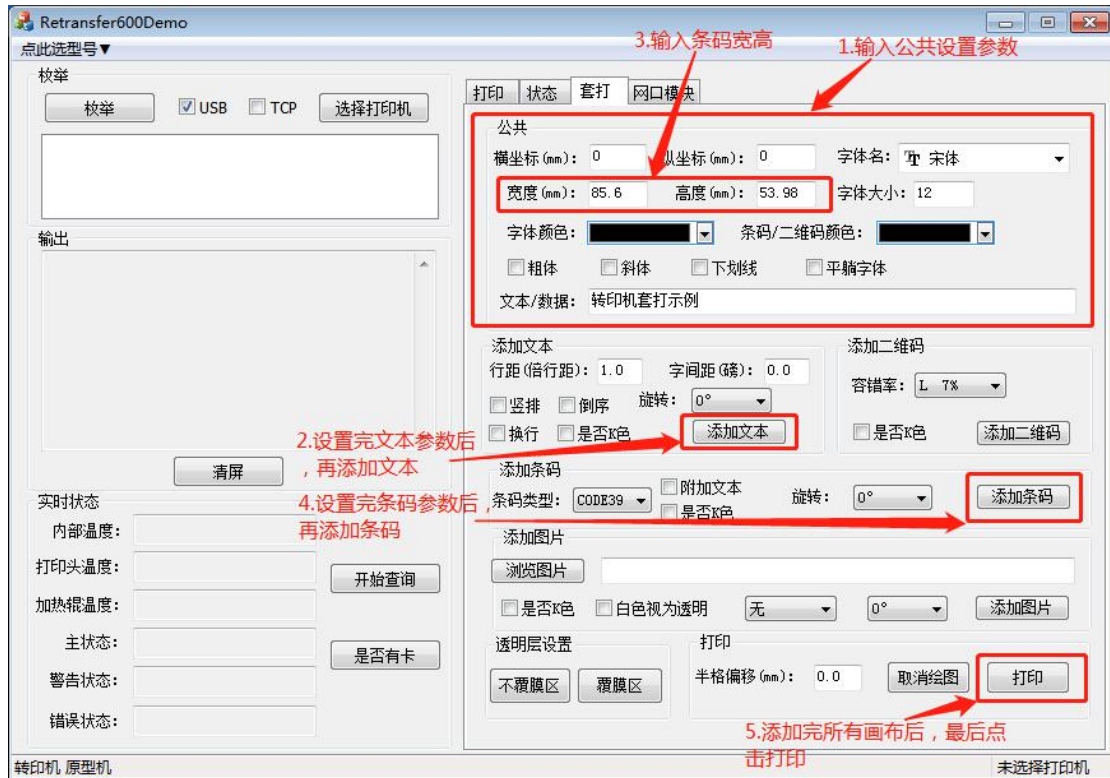 Retransfer600Demo
点此选型号▼
枚举
枚举
USB
TCP
选择打印机
输出
清屏
实时状态
内部温度:
打印头温度:
开始查询
加热辊温度:
主状态:
是否有卡
警告状态:
错误状态:
3.输入条码宽高
1.输入公共设置参数
打印 状态 套打 网口模块
公共
横坐标(mm): 0
纵坐标(mm): 0
字体名: 宋体
宽度(mm): 85.6
高度(mm): 53.98
字体大小: 12
字体颜色:
条码/二维码颜色:
粗体 斜体 下划线 平躺字体
文本/数据: 转印机套打示例
添加文本
行距(倍行距): 1.0
字间距(磅): 0.0
竖排 倒序 旋转: 0°
换行 是否K色 添加文本
2.设置完文本参数后
,再添加文本
添加二维码
容错率: L 7%
是否K色 添加二维码
添加条码
条码类型: CODE39
附加文本
是否K色
旋转: 0°
添加条码
4.设置完条码参数后,
再添加条码
添加图片
浏览图片
是否K色 白色视为透明 无 0° 添加图片
透明层设置
不覆膜区 覆膜区
打印
半格偏移(mm): 0.0 取消绘图 打印
5.添加完所有画布后,最后点
击打印
转印机 原型机
未选择打印机